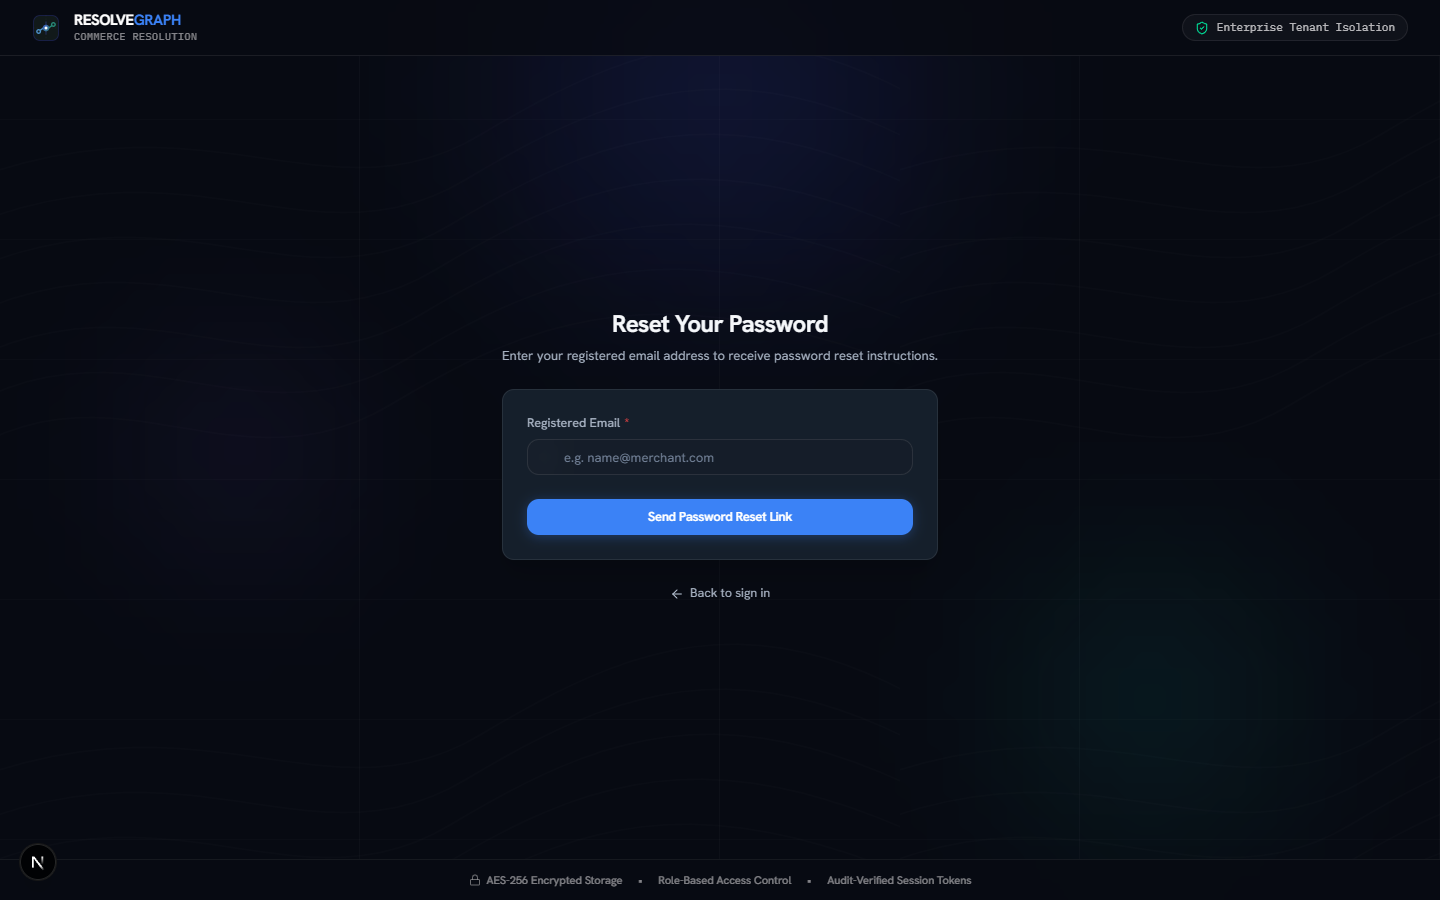 RESOLVEGRAPH
COMMERCE RESOLUTION
Enterprise Tenant Isolation
Reset Your Password
Enter your registered email address to receive password reset instructions.
Registered Email *
e.g. name@merchant.com
Send Password Reset Link
← Back to sign in
N
AES-256 Encrypted Storage • Role-Based Access Control • Audit-Verified Session Tokens